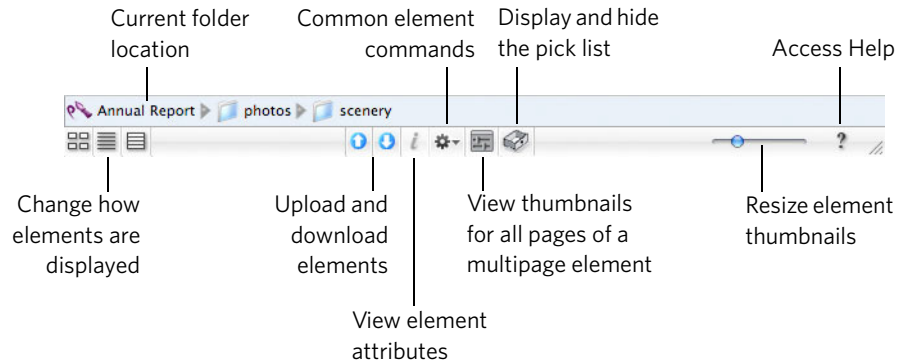 Current folder
location
Common element
commands
Display and hide
the pick list
Access Help
Annual Report photos scenery
i ?
Change how
elements are
displayed
Upload and
download
elements
View thumbnails
for all pages of a
multipage element
Resize element
thumbnails
View element
attributes